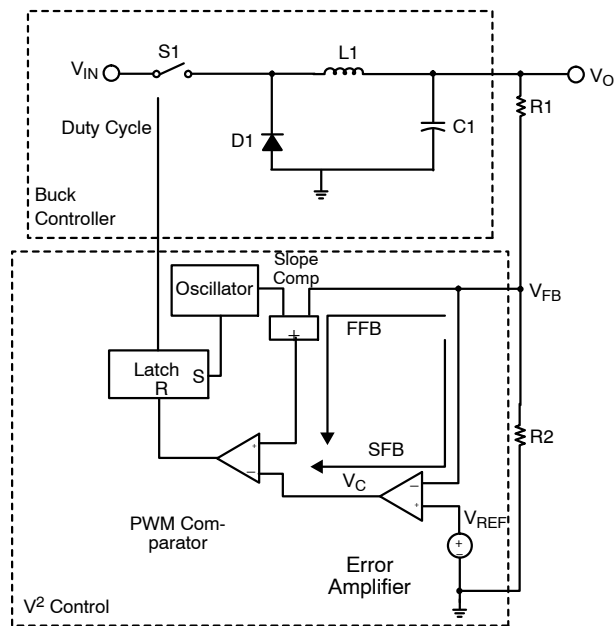 S1
L1
V_IN
V_O
R1
Duty Cycle
D1
C1
Buck
Controller
Slope
Comp
Oscillator
V_FB
+
FFB
Latch
S
R
R2
+
−
SFB
V_C
−
+
V_REF
PWM Com-
parator
+
−
Error
Amplifier
V² Control